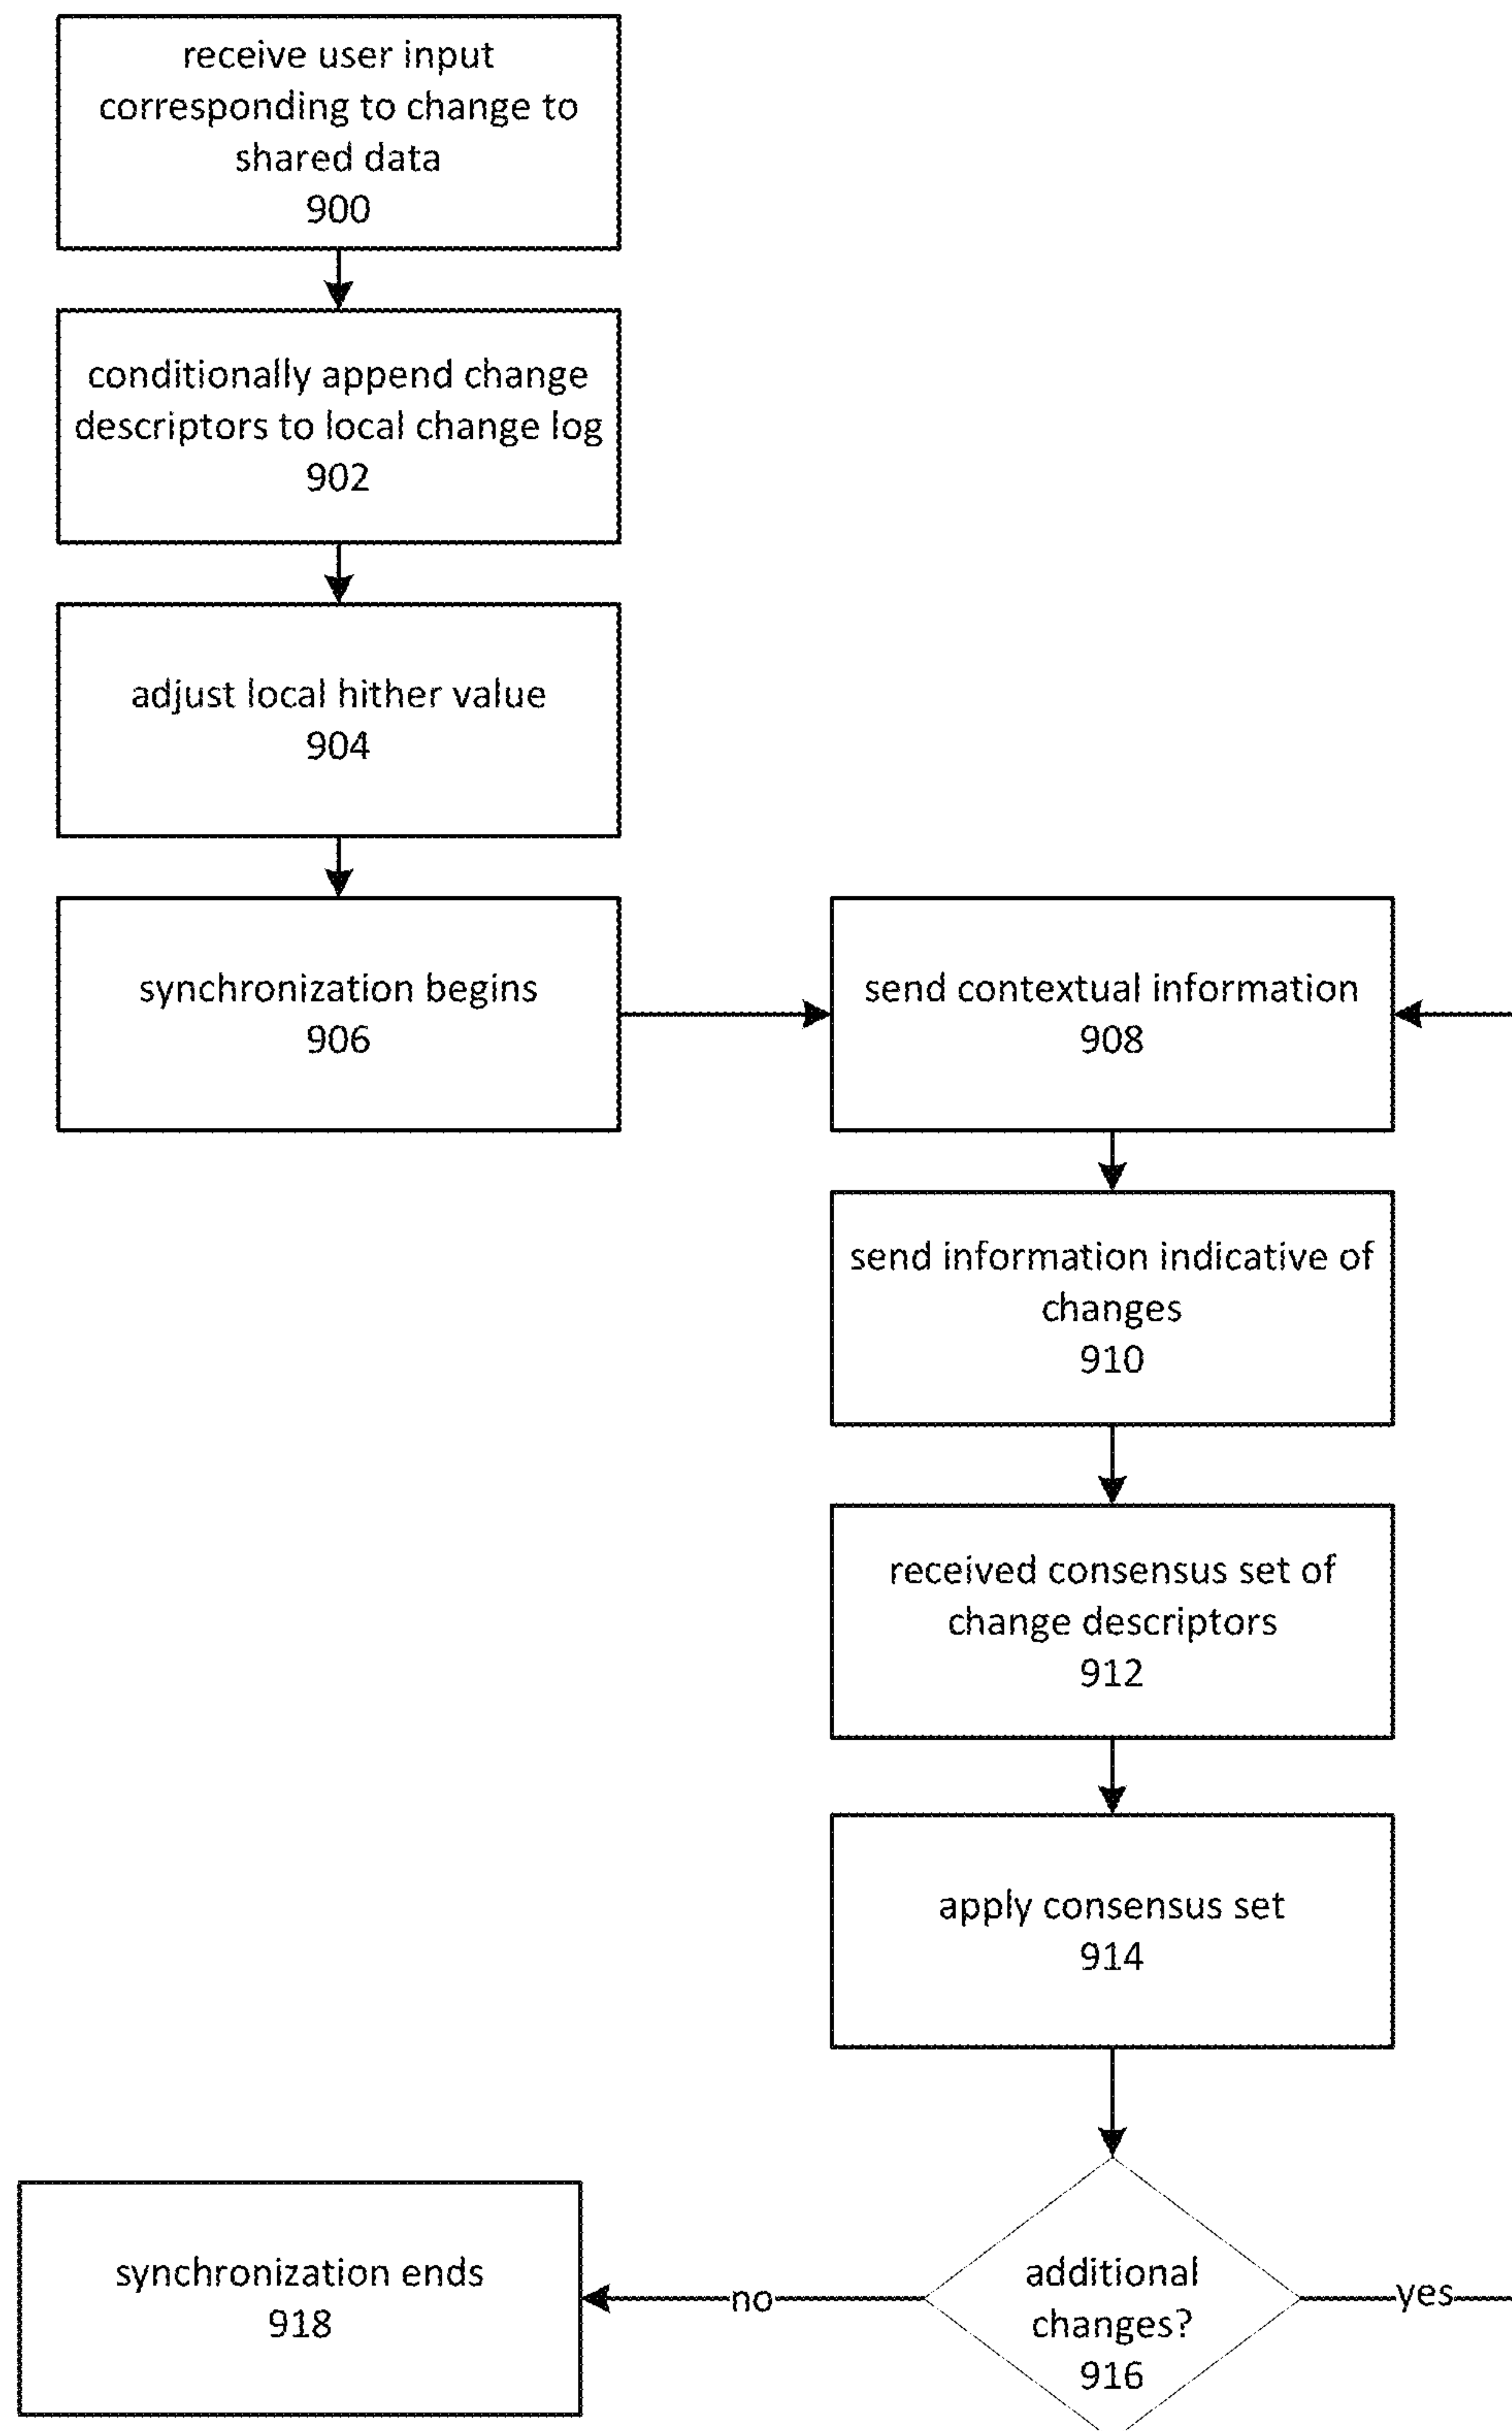 receive user input
corresponding to change to
shared data
900
conditionally append change
descriptors to local change log
902
adjust local hither value
904
synchronization begins
906
send contextual information
908
send information indicative of
changes
910
received consensus set of
change descriptors
912
apply consensus set
914
additional
changes?
916
yes
no
synchronization ends
918